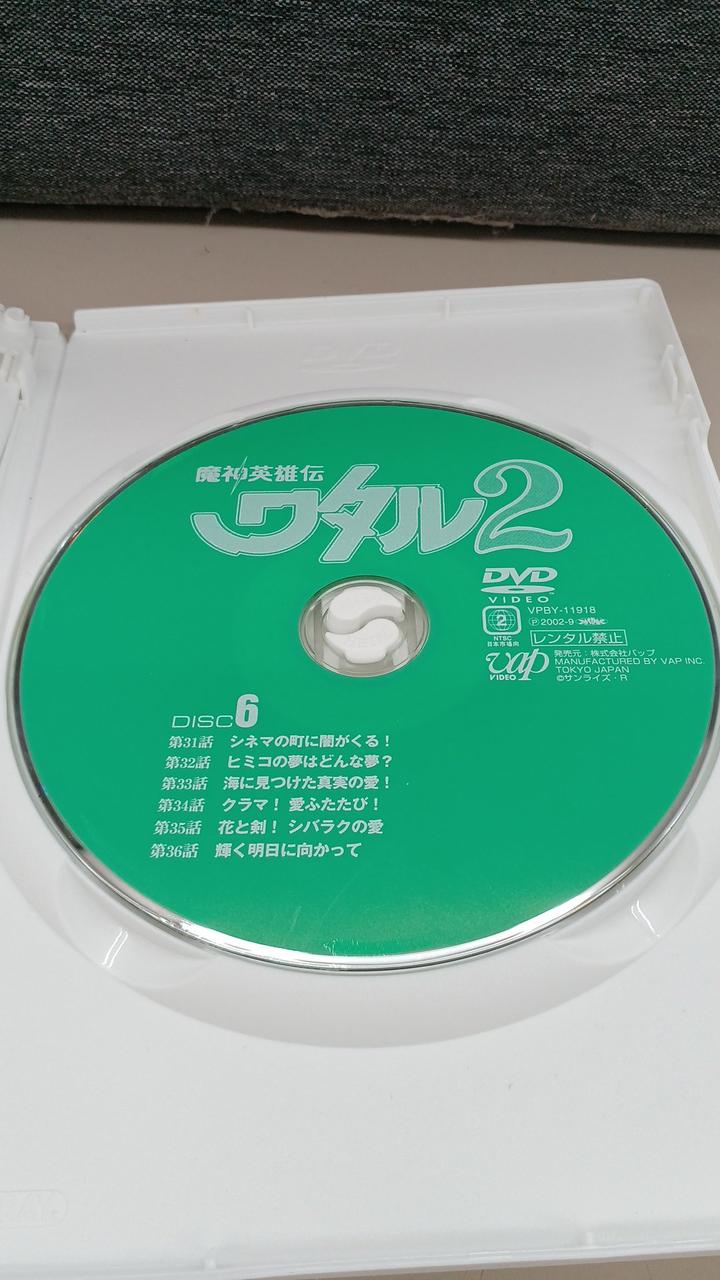 魔神英雄伝
ワタル2
DVD
VIDEO
VPBY-11918
2
Ⓟ2002-9
NTSC
日本市場向
レンタル禁止
vap
VIDEO
発売元：株式会社バップ
MANUFACTURED BY VAP INC.
TOKYO JAPAN
©サンライズ・R
DISC6
第31話 シネマの町に闇がくる！
第32話 ヒミコの夢はどんな夢？
第33話 海に見つけた真実の愛！
第34話 クラマ！ 愛ふたたび！
第35話 花と剣！ シバラクの愛
第36話 輝く明日に向かって